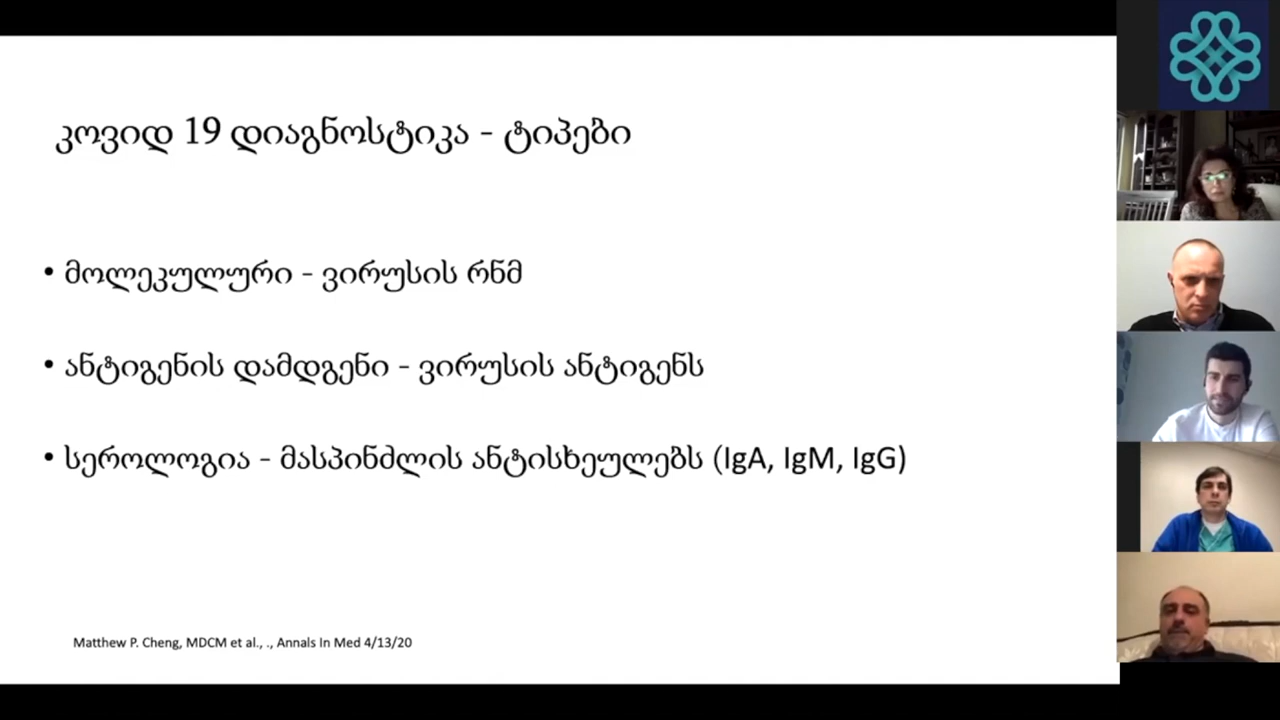 კოვიდ 19 დიაგნოსტიკა - ტიპები
• მოლეკულური - ვირუსის რნმ
• ანტიგენის დამდგენი - ვირუსის ანტიგენს
• სეროლოგია - მასპინძლის ანტისხეულებს (IgA, IgM, IgG)
Matthew P. Cheng, MDCM et al., ., Annals In Med 4/13/20